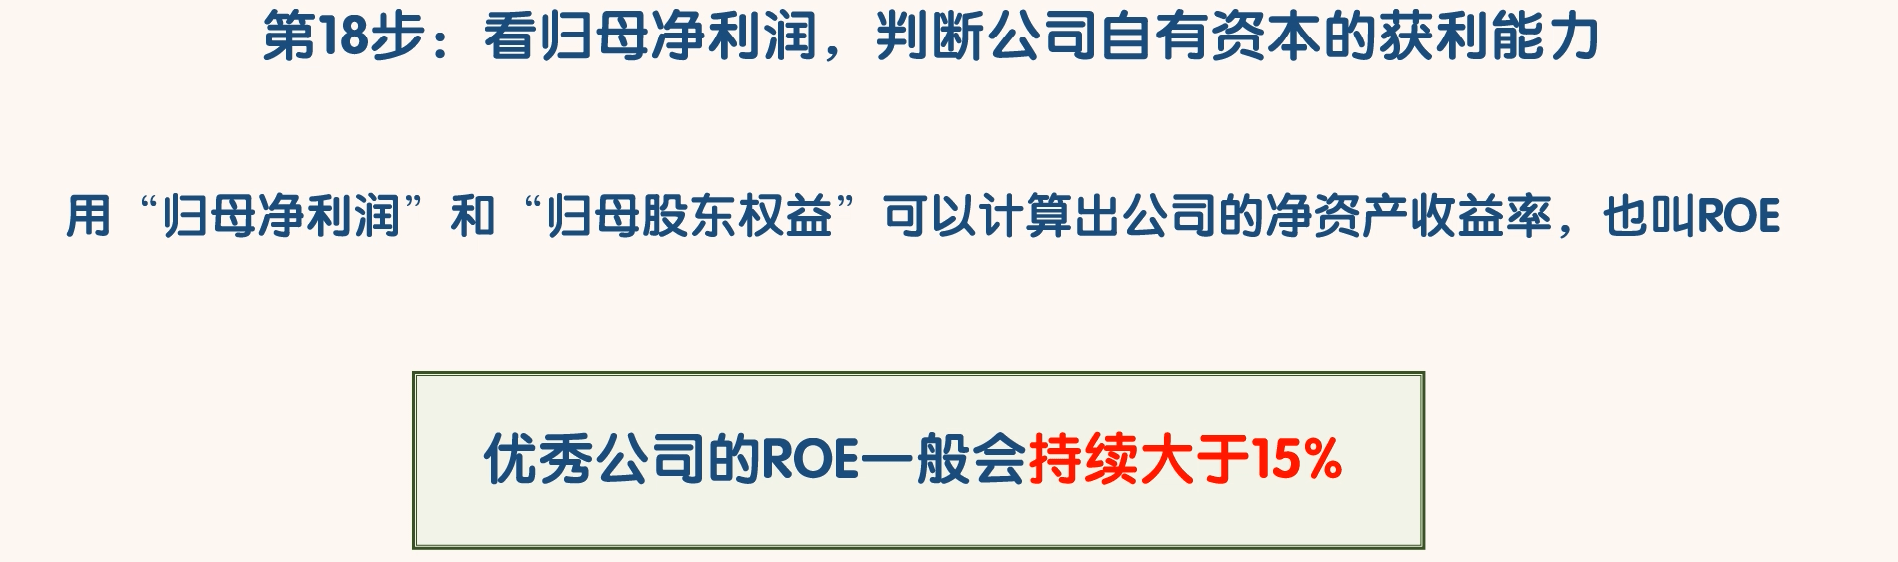 第18步：看归母净利润，判断公司自有资本的获利能力
用“归母净利润”和“归母股东权益”可以计算出公司的净资产收益率，也叫ROE
优秀公司的ROE一般会持续大于15%